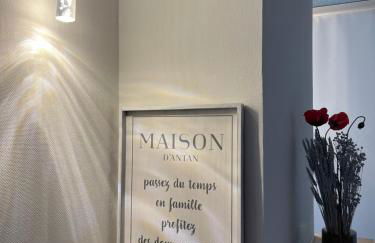 MAISON
D'ANTAN
passez du temps
en famille
profitez